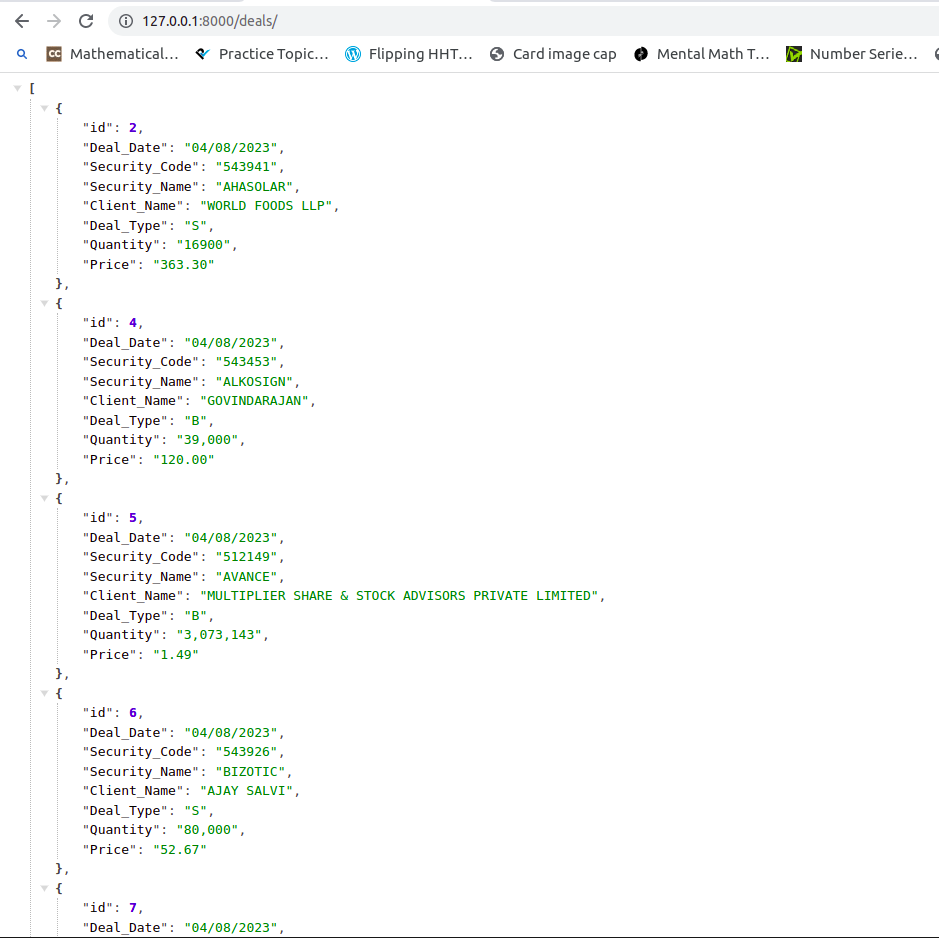 127.0.0.1:8000/deals/
CC Mathematical... Practice Topic... Flipping HHT... Card image cap Mental Math T... Number Serie...
[
{
"id": 2,
"Deal_Date": "04/08/2023",
"Security_Code": "543941",
"Security_Name": "AHASOLAR",
"Client_Name": "WORLD FOODS LLP",
"Deal_Type": "S",
"Quantity": "16900",
"Price": "363.30"
},
{
"id": 4,
"Deal_Date": "04/08/2023",
"Security_Code": "543453",
"Security_Name": "ALKOSIGN",
"Client_Name": "GOVINDARAJAN",
"Deal_Type": "B",
"Quantity": "39,000",
"Price": "120.00"
},
{
"id": 5,
"Deal_Date": "04/08/2023",
"Security_Code": "512149",
"Security_Name": "AVANCE",
"Client_Name": "MULTIPLIER SHARE & STOCK ADVISORS PRIVATE LIMITED",
"Deal_Type": "B",
"Quantity": "3,073,143",
"Price": "1.49"
},
{
"id": 6,
"Deal_Date": "04/08/2023",
"Security_Code": "543926",
"Security_Name": "BIZOTIC",
"Client_Name": "AJAY SALVI",
"Deal_Type": "S",
"Quantity": "80,000",
"Price": "52.67"
},
{
"id": 7,
"Deal_Date": "04/08/2023",